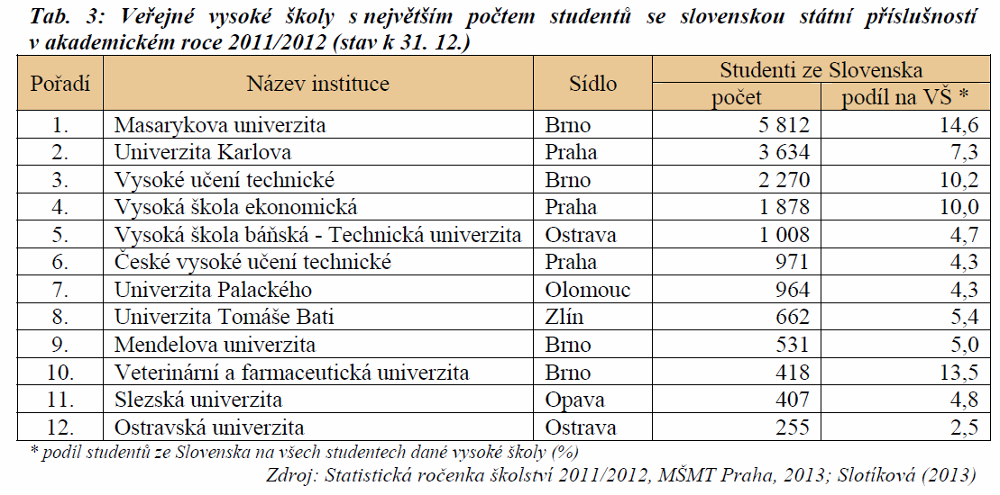 Tab. 3: Veřejné vysoké školy s největším počtem studentů se slovenskou státní příslušností
v akademickém roce 2011/2012 (stav k 31. 12.)
Pořadí Název instituce Sídlo Studenti ze Slovenska
počet podíl na VŠ *
1. Masarykova univerzita Brno 5 812 14,6
2. Univerzita Karlova Praha 3 634 7,3
3. Vysoké učení technické Brno 2 270 10,2
4. Vysoká škola ekonomická Praha 1 878 10,0
5. Vysoká škola báňská - Technická univerzita Ostrava 1 008 4,7
6. České vysoké učení technické Praha 971 4,3
7. Univerzita Palackého Olomouc 964 4,3
8. Univerzita Tomáše Bati Zlín 662 5,4
9. Mendelova univerzita Brno 531 5,0
10. Veterinární a farmaceutická univerzita Brno 418 13,5
11. Slezská univerzita Opava 407 4,8
12. Ostravská univerzita Ostrava 255 2,5
* podíl studentů ze Slovenska na všech studentech dané vysoké školy (%)
Zdroj: Statistická ročenka školství 2011/2012, MŠMT Praha, 2013; Slotíková (2013)